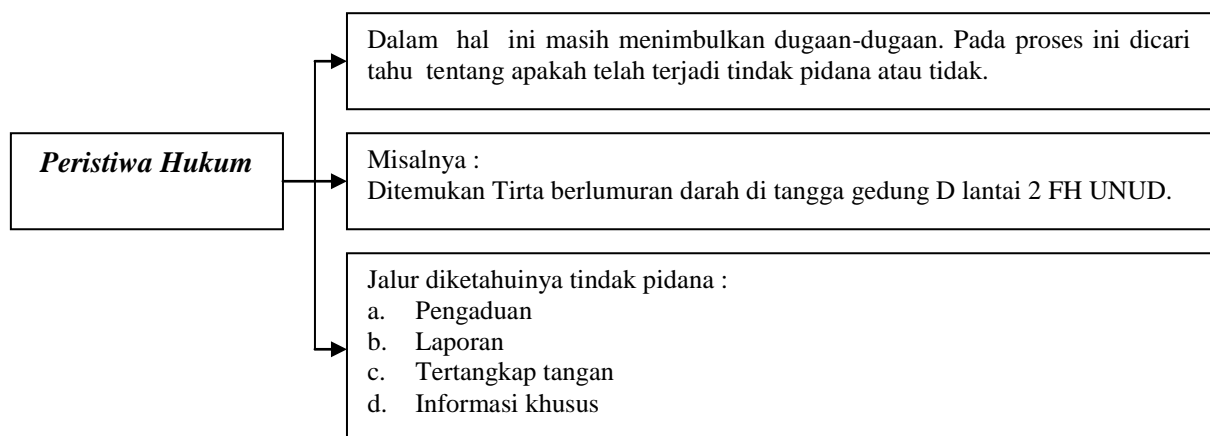 Dalam hal ini masih menimbulkan dugaan-dugaan. Pada proses ini dicari
tahu tentang apakah telah terjadi tindak pidana atau tidak.
Peristiwa Hukum
Misalnya :
Ditemukan Tirta berlumuran darah di tangga gedung D lantai 2 FH UNUD.
Jalur diketahuinya tindak pidana :
a. Pengaduan
b. Laporan
c. Tertangkap tangan
d. Informasi khusus